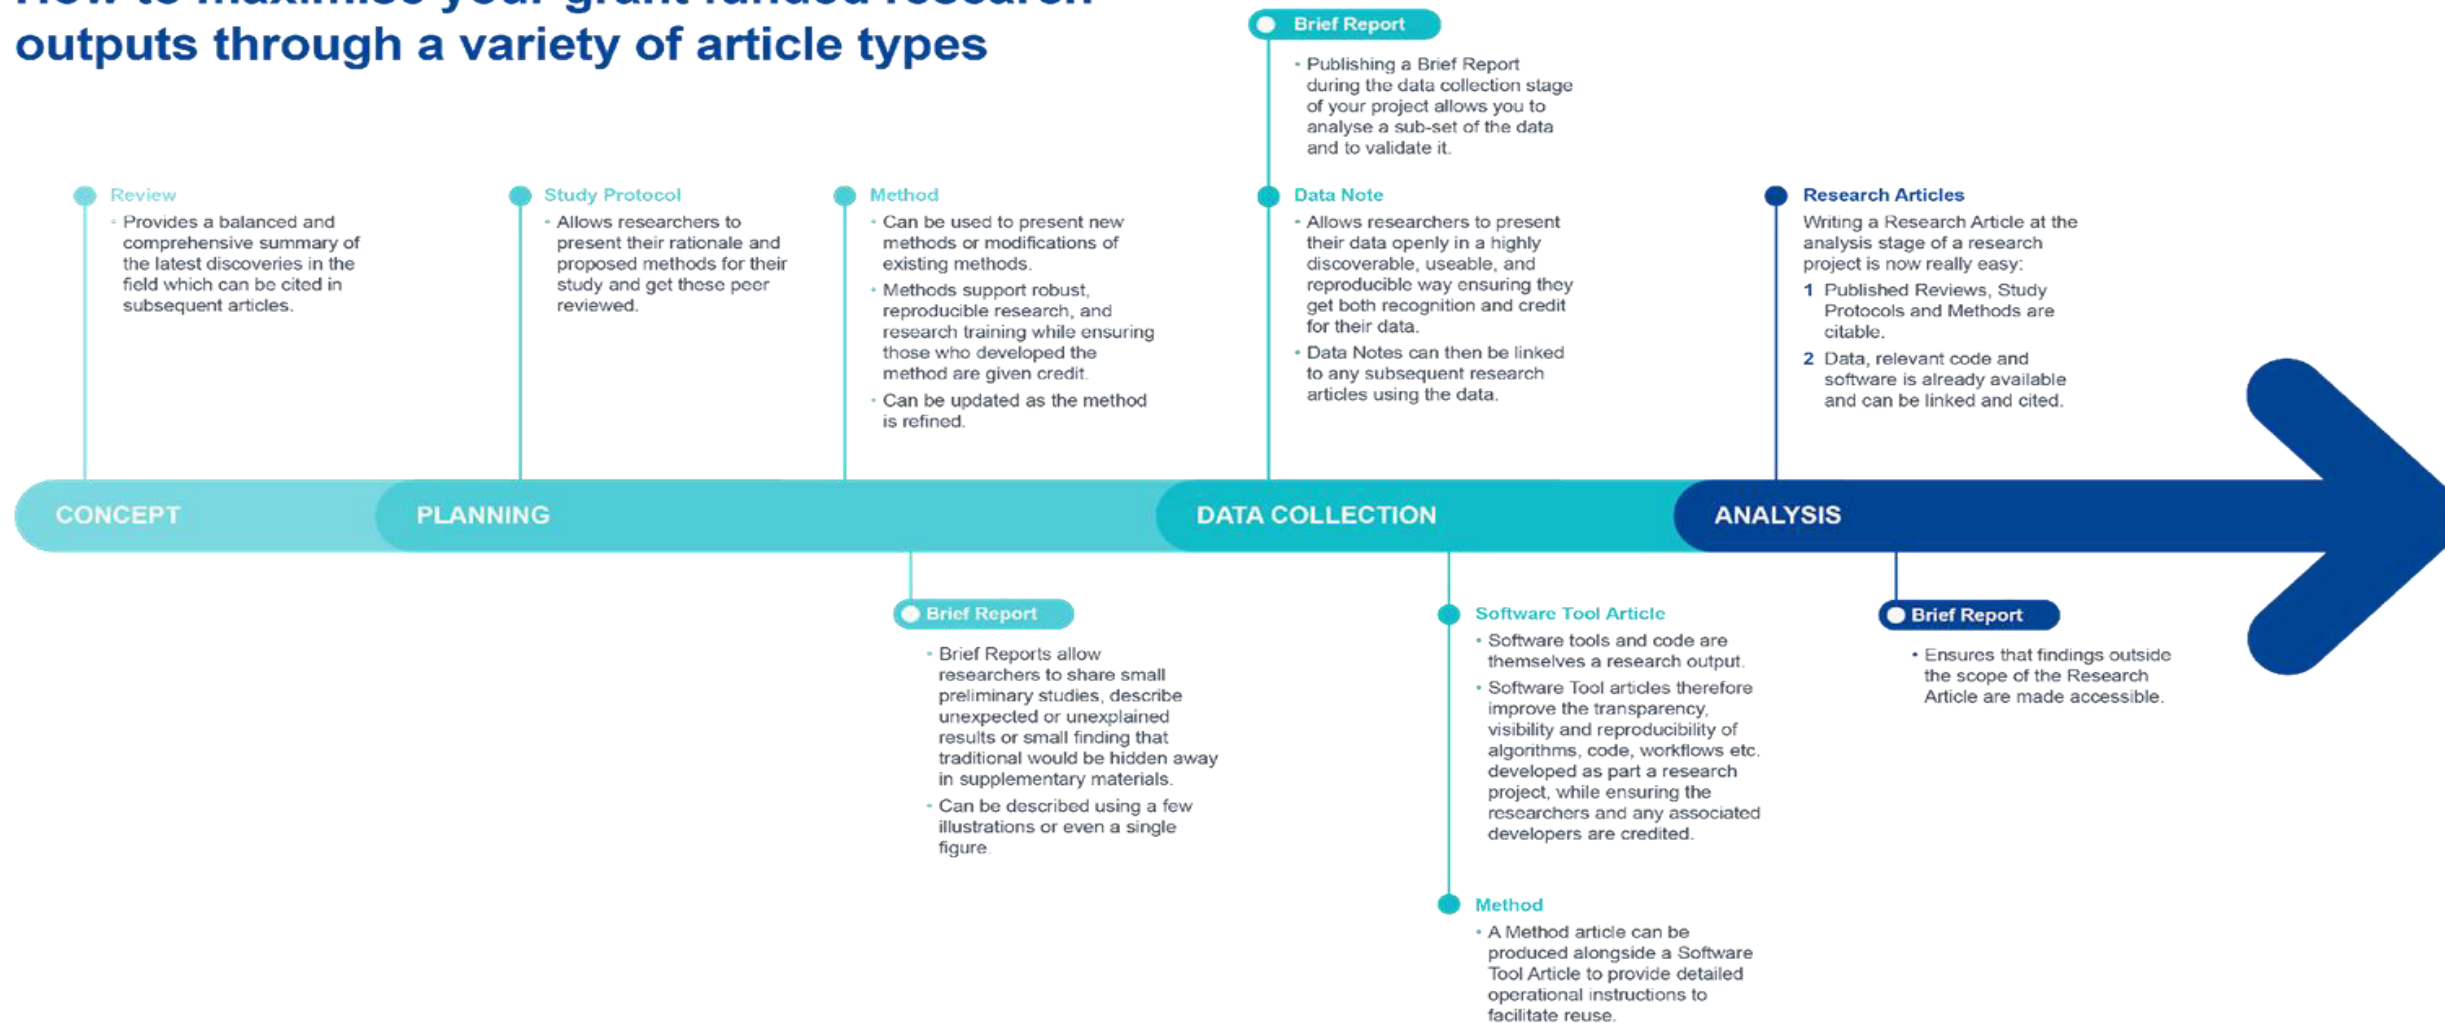 How to maximise your grant funded research
outputs through a variety of article types
Brief Report
• Publishing a Brief Report
during the data collection stage
of your project allows you to
analyse a sub-set of the data
and to validate it.
Review
• Provides a balanced and
comprehensive summary of
the latest discoveries in the
field which can be cited in
subsequent articles.
Study Protocol
• Allows researchers to
present their rationale and
proposed methods for their
study and get these peer
reviewed.
Method
• Can be used to present new
methods or modifications of
existing methods.
• Methods support robust,
reproducible research, and
research training while ensuring
those who developed the
method are given credit.
• Can be updated as the method
is refined.
Data Note
• Allows researchers to present
their data openly in a highly
discoverable, useable, and
reproducible way ensuring they
get both recognition and credit
for their data.
• Data Notes can then be linked
to any subsequent research
articles using the data.
Research Articles
Writing a Research Article at the
analysis stage of a research
project is now really easy:
1 Published Reviews, Study
Protocols and Methods are
citable.
2 Data, relevant code and
software is already available
and can be linked and cited.
CONCEPT
PLANNING
DATA COLLECTION
ANALYSIS
Brief Report
• Brief Reports allow
researchers to share small
preliminary studies, describe
unexpected or unexplained
results or small finding that
traditional would be hidden away
in supplementary materials.
• Can be described using a few
illustrations or even a single
figure.
Software Tool Article
• Software tools and code are
themselves a research output.
• Software Tool articles therefore
improve the transparency,
visibility and reproducibility of
algorithms, code, workflows etc.
developed as part a research
project, while ensuring the
researchers and any associated
developers are credited.
Method
• A Method article can be
produced alongside a Software
Tool Article to provide detailed
operational instructions to
facilitate reuse.
Brief Report
• Ensures that findings outside
the scope of the Research
Article are made accessible.